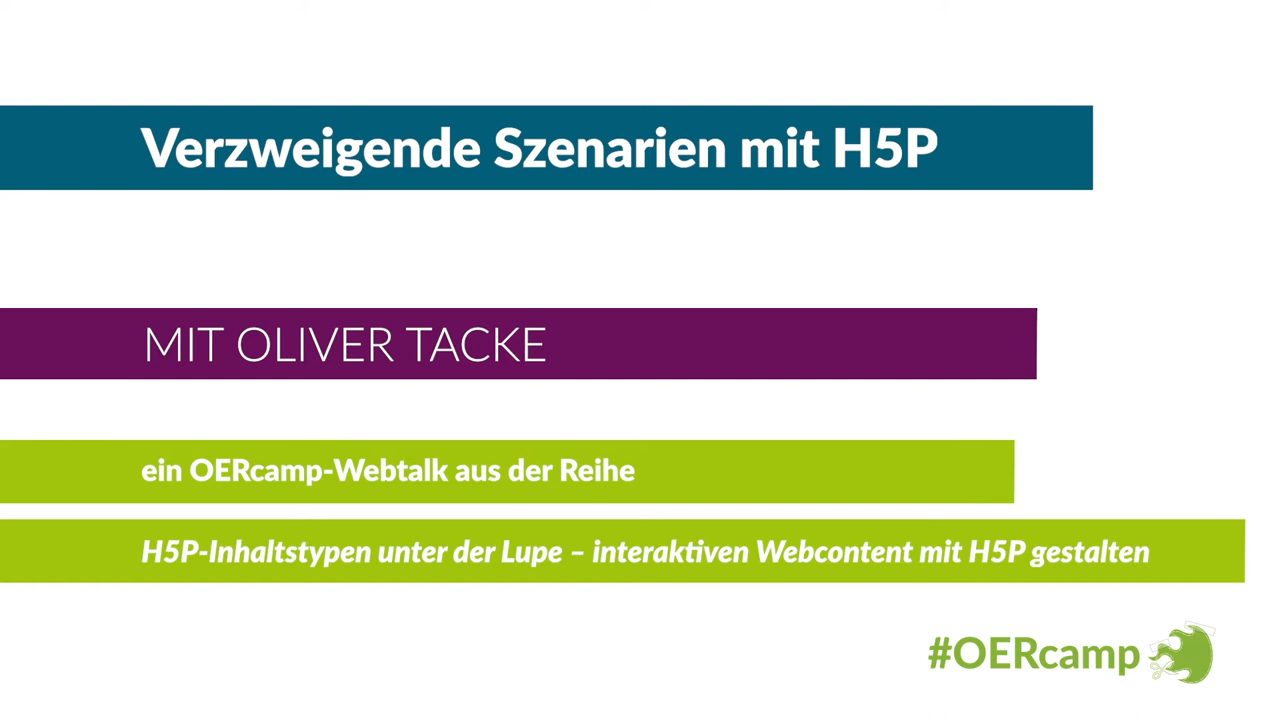 Verzweigende Szenarien mit H5P
MIT OLIVER TACKE
ein OERcamp-Webtalk aus der Reihe
H5P-Inhaltstypen unter der Lupe – interaktiven Webcontent mit H5P gestalten
#OERcamp